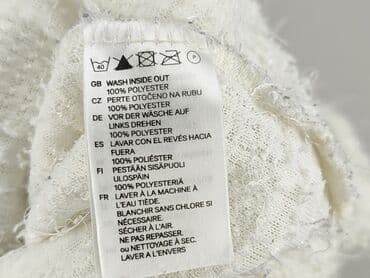 40 P
GB WASH INSIDE OUT
100% POLYESTER
CZ PERTE OTOČENO NA RUBU
100% POLYESTER
DE VOR DER WÄSCHE AUF
LINKS DREHEN
100% POLYESTER
ES LAVAR CON EL REVÉS HACIA
FUERA
100% POLIÉSTER
FI PESTÄÄN SISÄPUOLI
ULOSPÄIN
100% POLYESTERIÄ
FR LAVER À LA MACHINE À
L'EAU TIÈDE.
BLANCHIR SANS CHLORE SI
NÉCESSAIRE.
SÉCHER À L'AIR.
NE PAS REPASSER.
ou NETTOYAGE À SEC.
LAVER A L'ENVERS